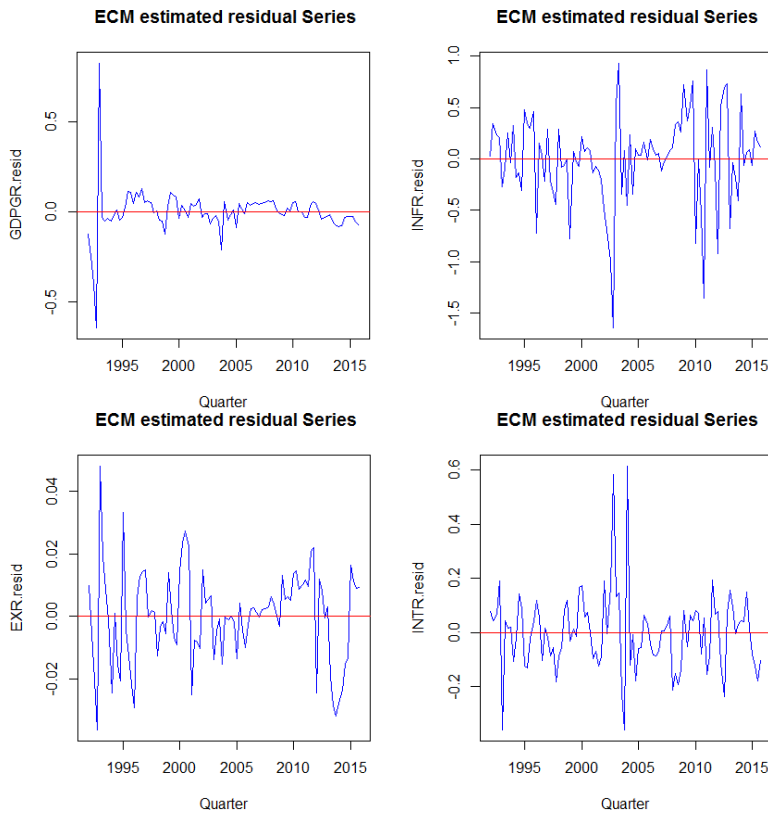 ECM estimated residual Series
GDPGR.resid
0.5
0.0
-0.5
1995 2000 2005 2010 2015
Quarter
ECM estimated residual Series
INFR.resid
1.0
0.5
0.0
-0.5
-1.0
-1.5
1995 2000 2005 2010 2015
Quarter
ECM estimated residual Series
EXR.resid
0.04
0.02
0.00
-0.02
1995 2000 2005 2010 2015
Quarter
ECM estimated residual Series
INTR.resid
0.6
0.4
0.2
0.0
-0.2
1995 2000 2005 2010 2015
Quarter